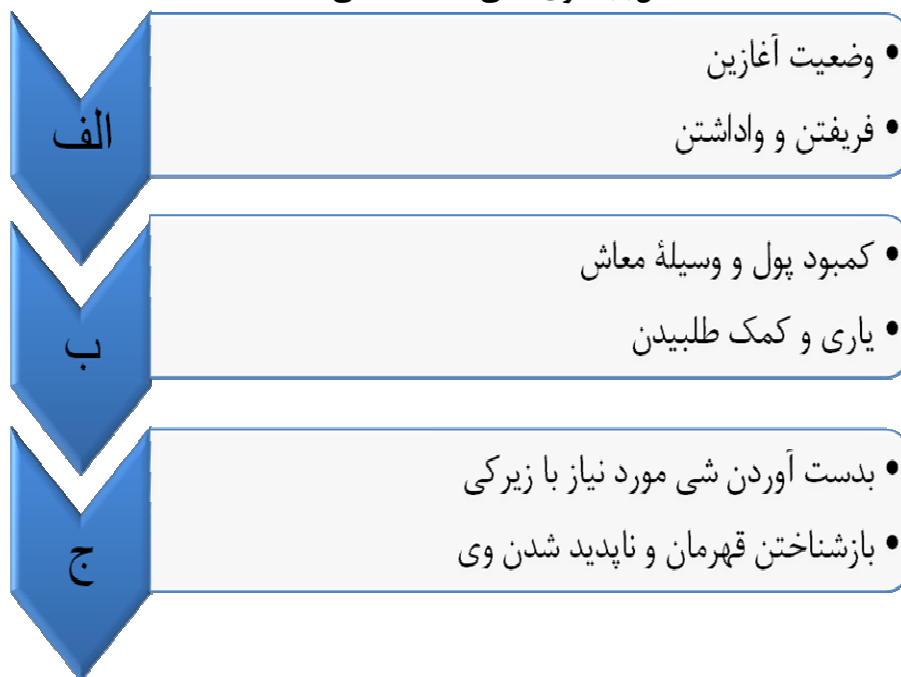 الف
• وضعیت آغازین
• فریفتن و واداشتن
ب
• کمبود پول و وسیلۀ معاش
• یاری و کمک طلبیدن
ج
• بدست آوردن شی مورد نیاز با زیرکی
• بازشناختن قهرمان و ناپدید شدن وی